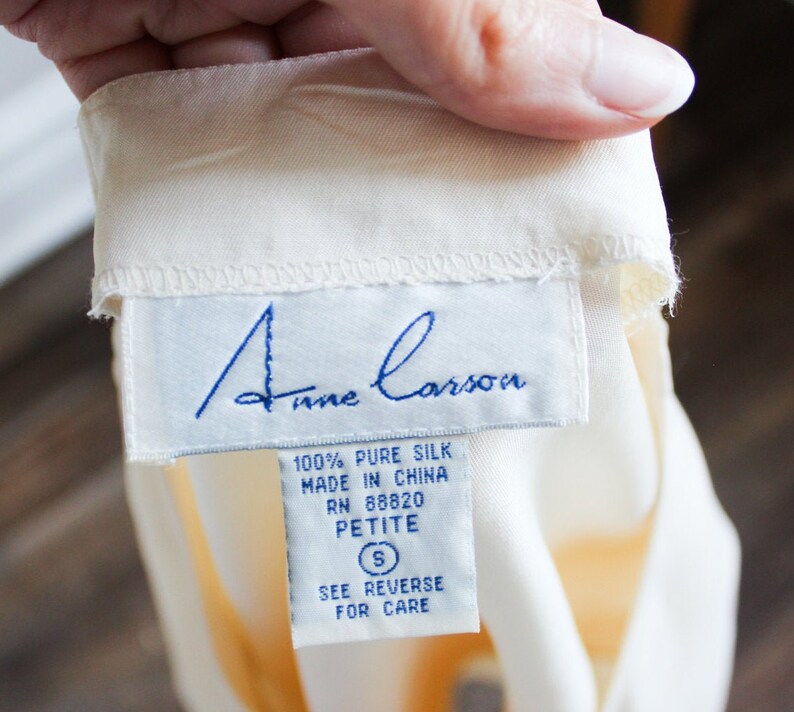 Anne Carson
100% PURE SILK
MADE IN CHINA
RN 88820
PETITE
S
SEE REVERSE
FOR CARE